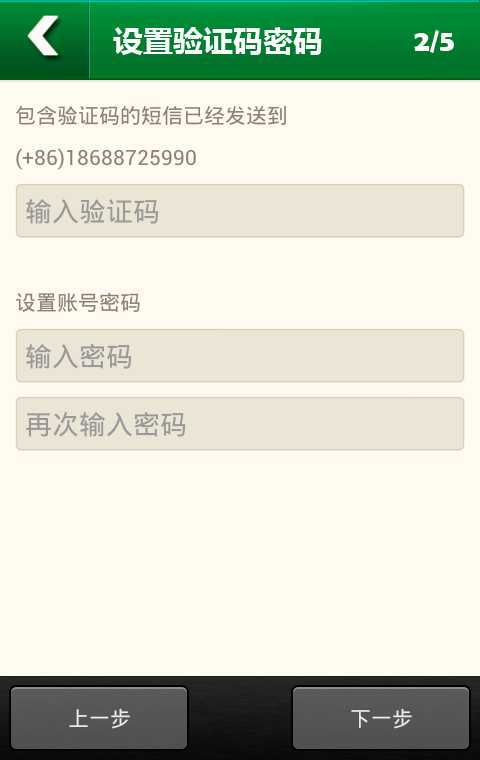 设置验证码密码 2/5
包含验证码的短信已经发送到
(+86)18688725990
输入验证码
设置账号密码
输入密码
再次输入密码
上一步 下一步